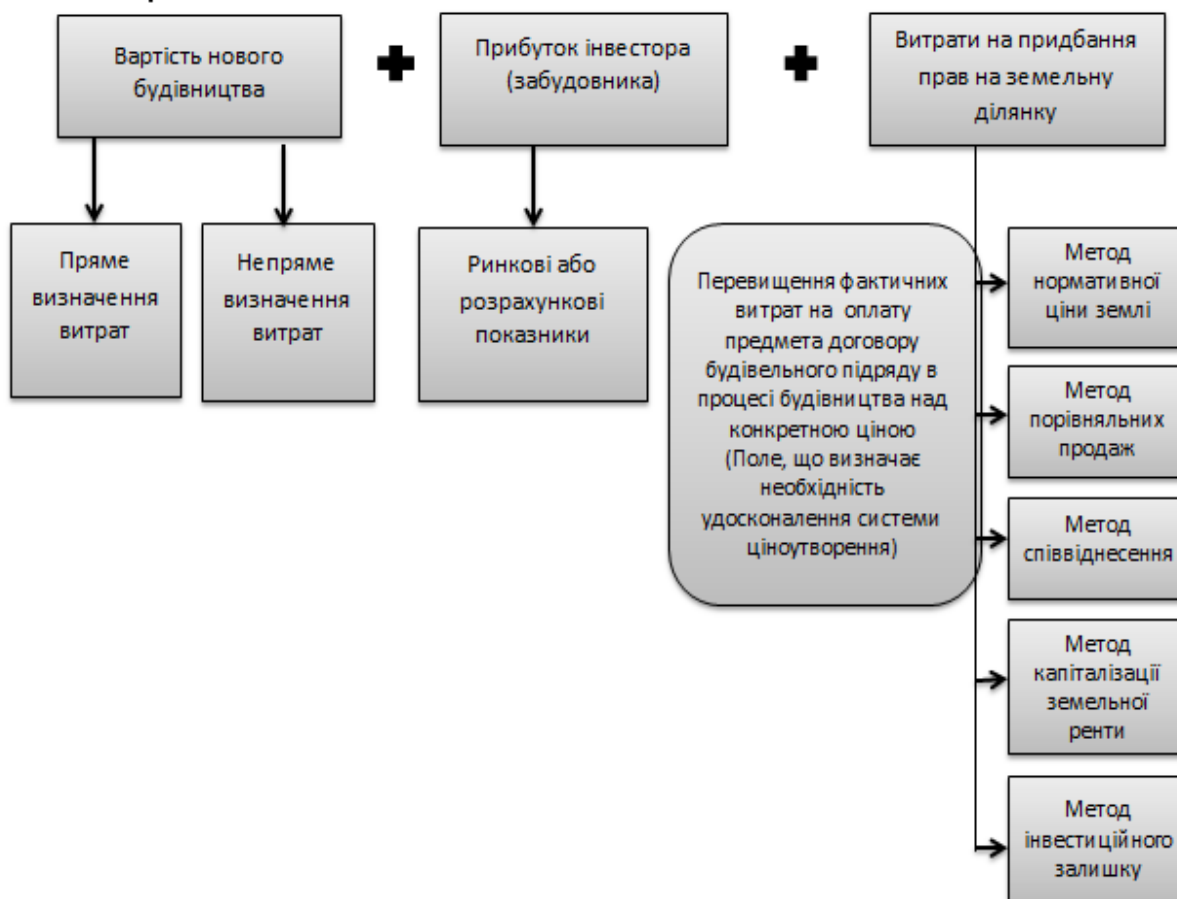 Вартість нового
будівництва
Прибуток інвестора
(забудовника)
Витрати на придбання
прав на земельну
ділянку
Пряме
визначення
витрат
Непряме
визначення
витрат
Ринкові або
розрахункові
показники
Перевищення фактичних
витрат на оплату
предмета договору
будівельного підряду в
процесі будівництва над
конкретною ціною
(Поле, що визначає
необхідність
удосконалення системи
ціноутворення)
Метод
нормативної
ціни землі
Метод
порівняльних
продаж
Метод
співвіднесення
Метод
капіталізації
земельної
ренти
Метод
інвестиційного
залишку